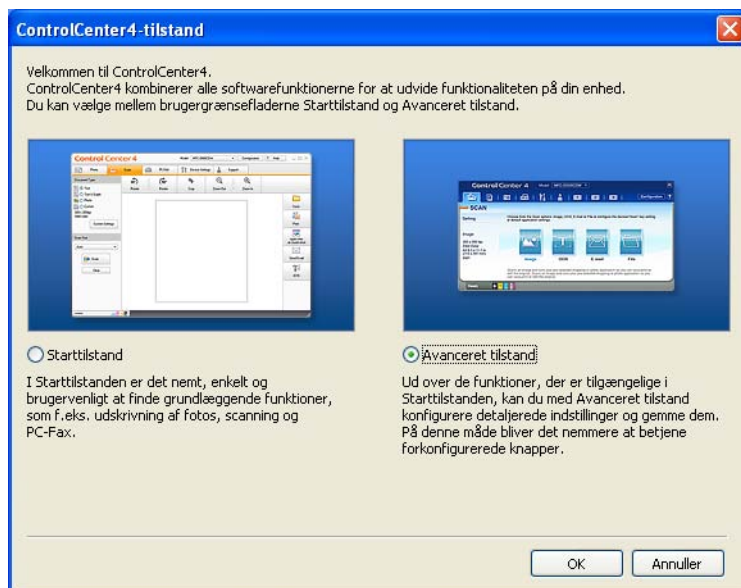 ControlCenter4-tilstand
Velkommen til ControlCenter4.
ControlCenter4 kombinerer alle softwarefunktionerne for at udvide funktionaliteten på din enhed.
Du kan vælge mellem brugergrænsefladerne Starttilstand og Avanceret tilstand.
Control Center 4
Control Center 4
SCAN
Image
OCR
E-mail
File
Starttilstand
I Starttilstanden er det nemt, enkelt og
brugervenligt at finde grundlæggende funktioner,
som f.eks. udskrivning af fotos, scanning og
PC-Fax.
Avanceret tilstand
Ud over de funktioner, der er tilgængelige i
Starttilstanden, kan du med Avanceret tilstand
konfigurere detaljerede indstillinger og gemme dem.
På denne måde bliver det nemmere at betjene
forkonfigurerede knapper.
OK
Annuller